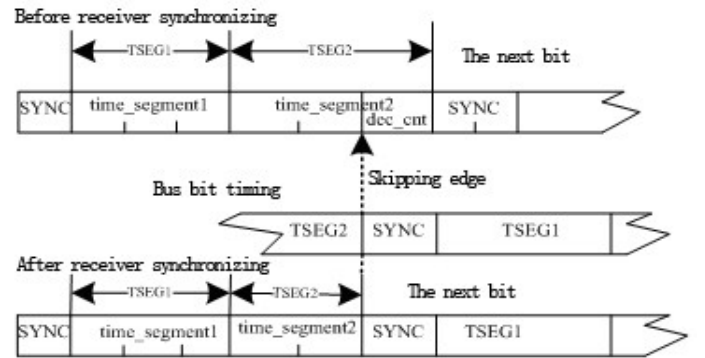 Before receiver synchronizing
TSEG1 TSEG2 The next bit
SYNC time_segment1 time_segment2 dec_cnt SYNC
Skipping edge
Bus bit timing
TSEG2 SYNC TSEG1
After receiver synchronizing
TSEG1 TSEG2 The next bit
SYNC time_segment1 time_segment2 SYNC TSEG1